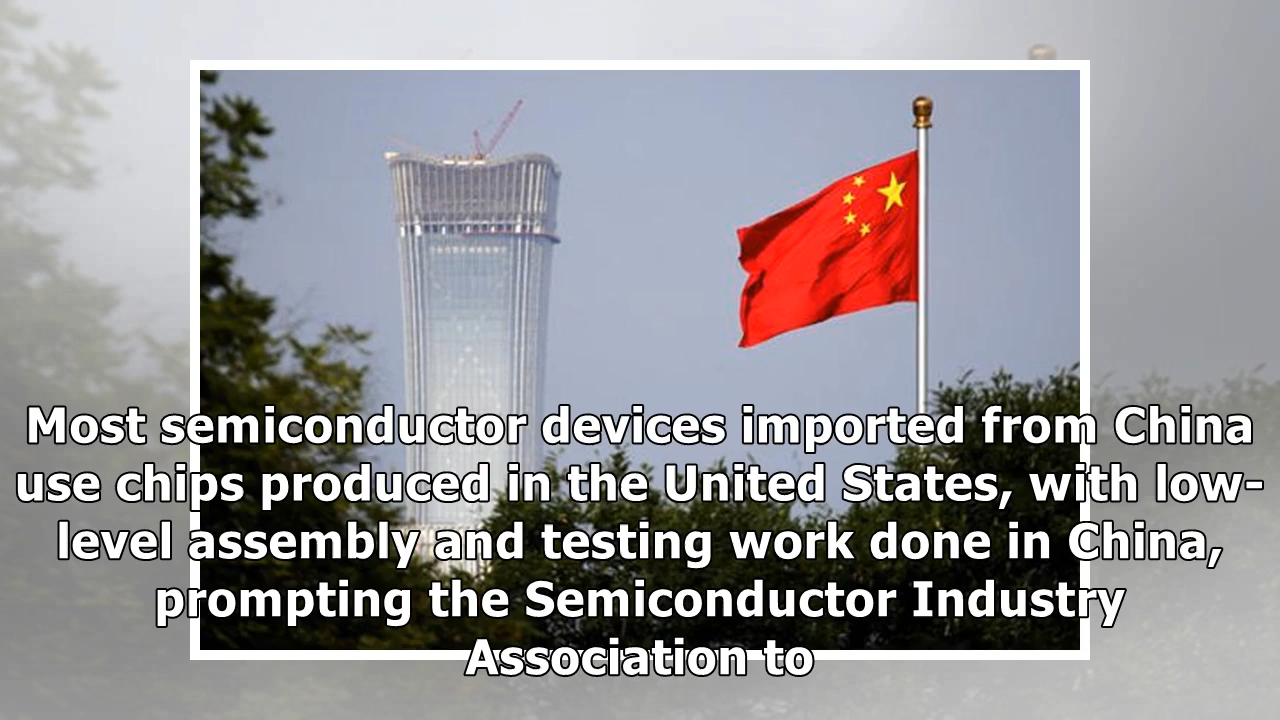 Most semiconductor devices imported from China
use chips produced in the United States, with low-
level assembly and testing work done in China,
prompting the Semiconductor Industry
Association to